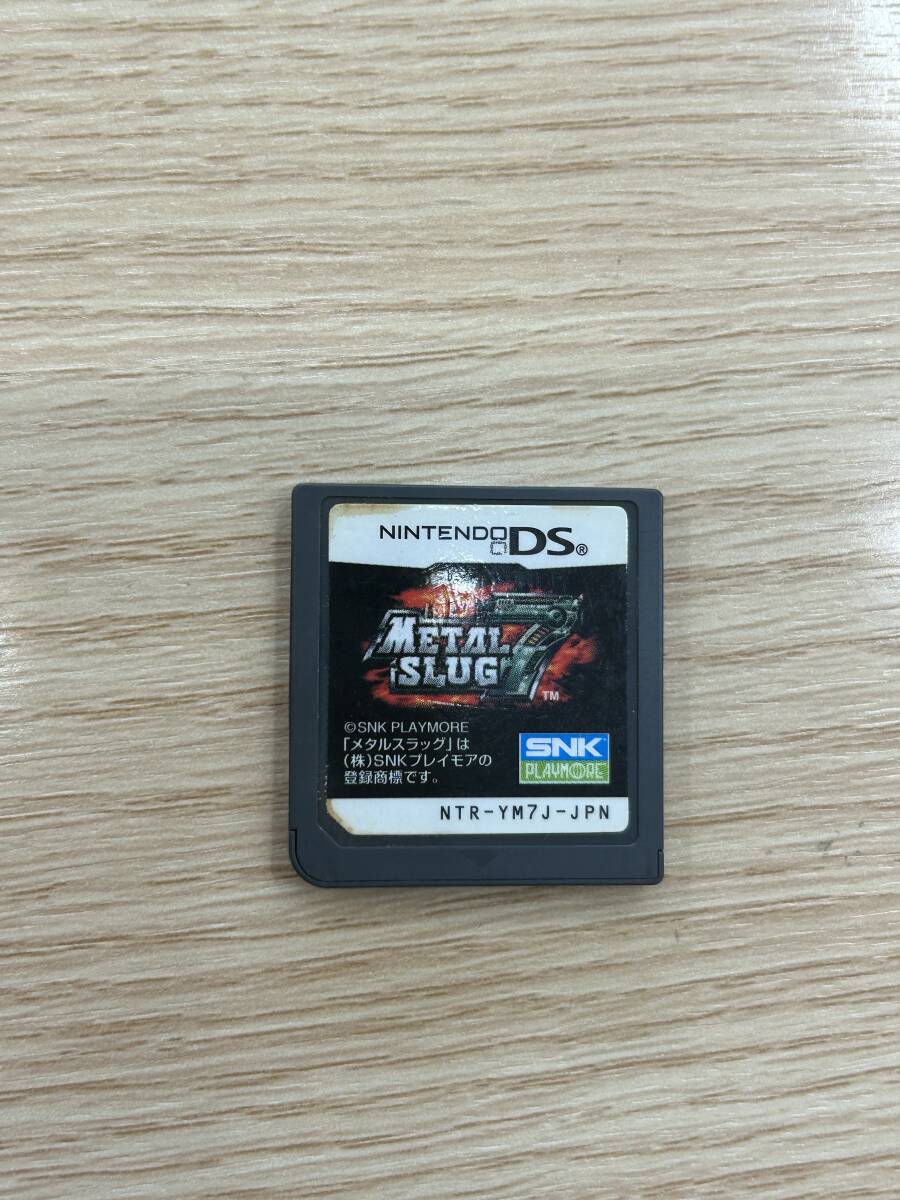 NINTENDO DS®
METAL
SLUG 7
TM
©SNK PLAYMORE
「メタルスラッグ」は
(株)SNKプレイモアの
登録商標です。
SNK
PLAYMORE
NTR-YM7J-JPN